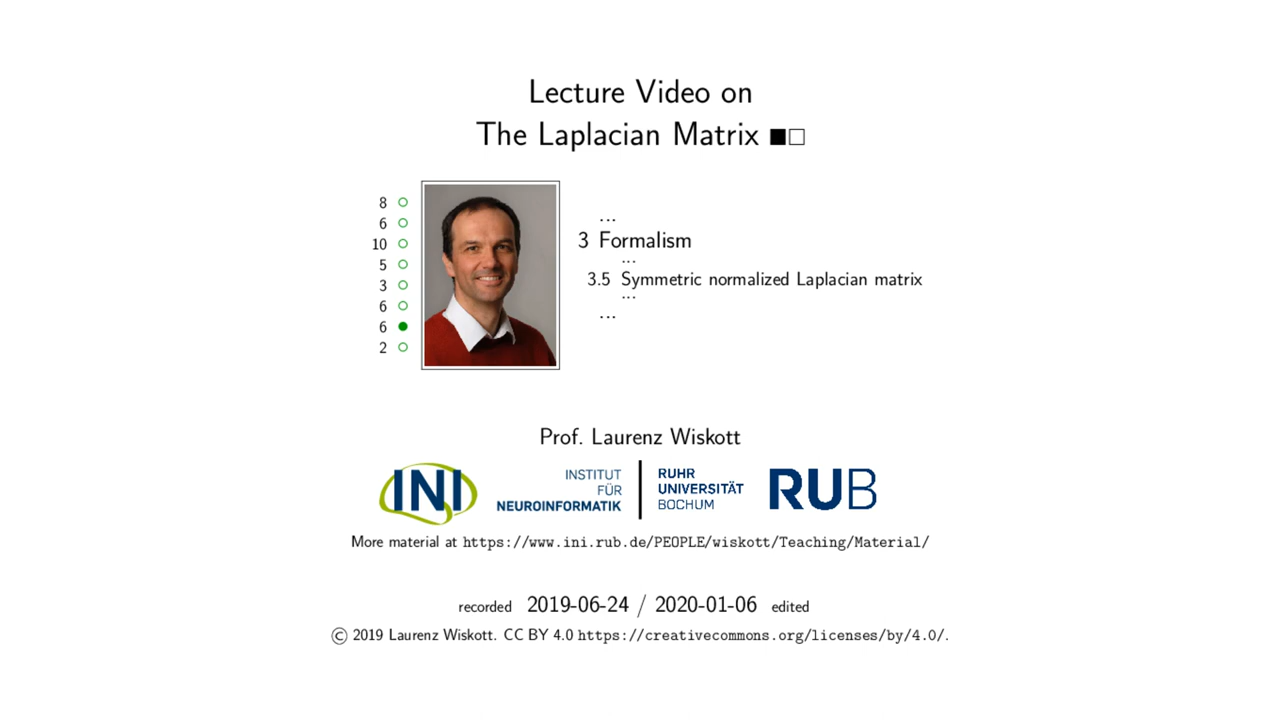 Lecture Video on
The Laplacian Matrix ■□
8
6
10
5
3
6
6
2
...
3 Formalism
...
3.5 Symmetric normalized Laplacian matrix
...
...
Prof. Laurenz Wiskott
INI
INSTITUT
FÜR
NEUROINFORMATIK
RUHR
UNIVERSITÄT
BOCHUM
RUB
More material at https://www.ini.rub.de/PEOPLE/wiskott/Teaching/Material/
recorded 2019-06-24 / 2020-01-06 edited
© 2019 Laurenz Wiskott. CC BY 4.0 https://creativecommons.org/licenses/by/4.0/.